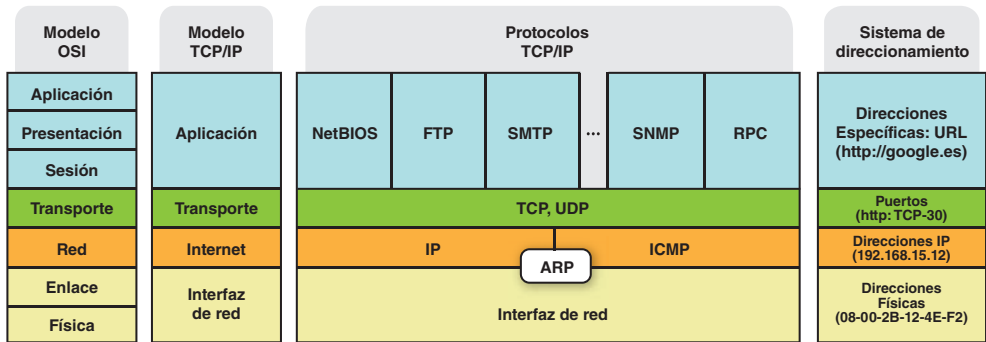 Modelo
OSI
Modelo
TCP/IP
Protocolos
TCP/IP
Sistema de
direccionamiento
Aplicación
Presentación
Sesión
Transporte
Red
Enlace
Física
Aplicación
Transporte
Internet
Interfaz
de red
NetBIOS
FTP
SMTP
...
SNMP
RPC
TCP, UDP
IP
ICMP
ARP
Interfaz de red
Direcciones
Específicas: URL
(http://google.es)
Puertos
(http: TCP-30)
Direcciones IP
(192.168.15.12)
Direcciones
Físicas
(08-00-2B-12-4E-F2)